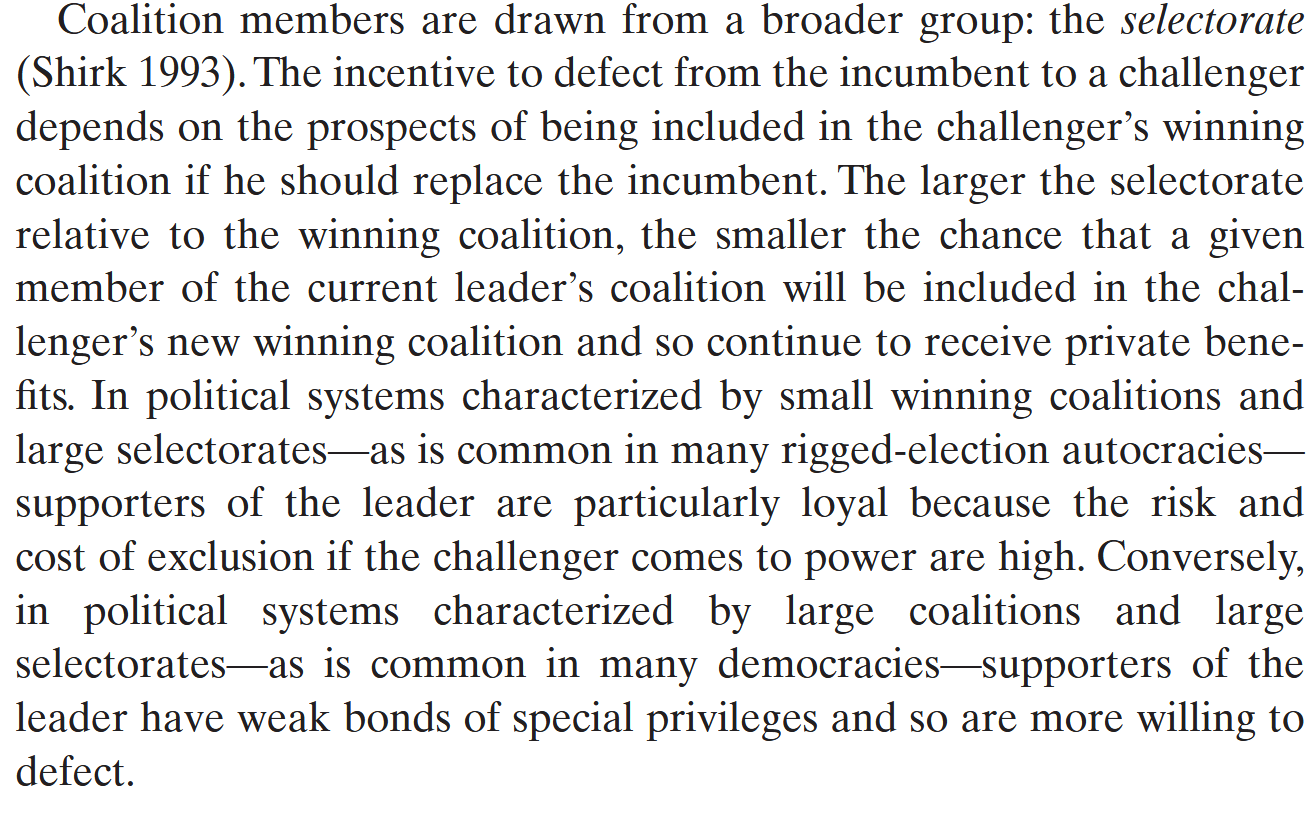 Coalition members are drawn from a broader group: the selectorate
(Shirk 1993). The incentive to defect from the incumbent to a challenger
depends on the prospects of being included in the challenger’s winning
coalition if he should replace the incumbent. The larger the selectorate
relative to the winning coalition, the smaller the chance that a given
member of the current leader’s coalition will be included in the chal-
lenger’s new winning coalition and so continue to receive private bene-
fits. In political systems characterized by small winning coalitions and
large selectorates—as is common in many rigged-election autocracies—
supporters of the leader are particularly loyal because the risk and
cost of exclusion if the challenger comes to power are high. Conversely,
in political systems characterized by large coalitions and large
selectorates—as is common in many democracies—supporters of the
leader have weak bonds of special privileges and so are more willing to
defect.